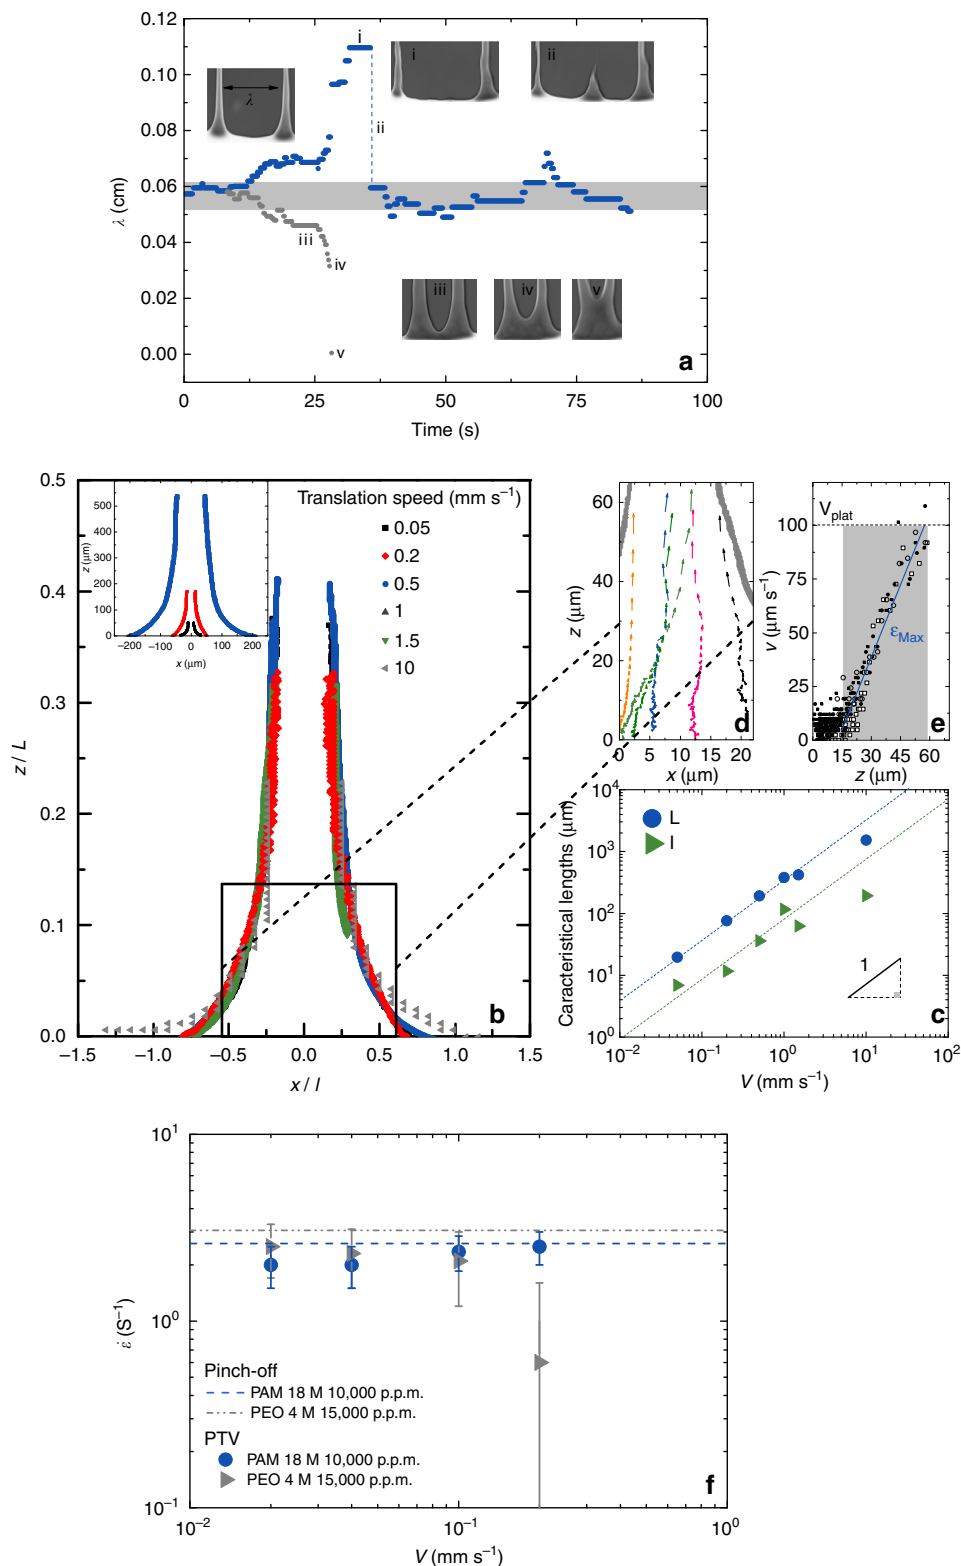 0.12
0.10
0.08
0.06
0.04
0.02
0.00
λ (cm)
0
25
50
75
100
Time (s)
λ
i
i
ii
ii
iii
iv
v
iii
iv
v
a
0.5
0.4
0.3
0.2
0.1
0.0
z / L
−1.5
−1.0
−0.5
0.0
0.5
1.0
1.5
x / l
500
400
300
200
100
0
z (μm)
−200
−100
0
100
200
x (μm)
Translation speed (mm s−1)
0.05
0.2
0.5
1
1.5
10
b
60
40
20
0
z (μm)
0
5
10
15
20
x (μm)
d
Vplat
100
75
50
25
0
v (μm s−1)
ε̇Max
0
15
30
45
60
z (μm)
e
104
103
102
101
100
Caracteristical lengths (μm)
L
l
1
c
10−2
10−1
100
101
102
V (mm s−1)
101
100
10−1
ε̇ (S−1)
Pinch-off
PAM 18 M 10,000 p.p.m.
PEO 4 M 15,000 p.p.m.
PTV
PAM 18 M 10,000 p.p.m.
PEO 4 M 15,000 p.p.m.
f
10−2
10−1
100
V (mm s−1)